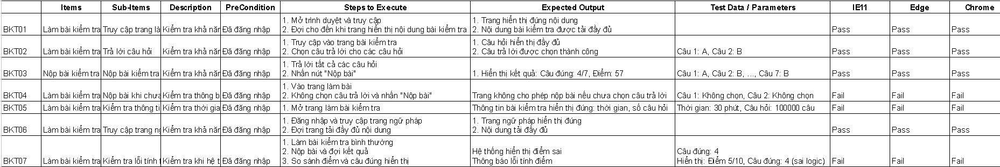 Items Sub-Items Description PreCondition Steps to Execute Expected Output Test Data / Parameters IE11 Edge Chrome
1. Mở trình duyệt và truy cập 1. Trang hiển thị đúng nội dung
BKT01 Làm bài kiểm tra Truy cập trang là Kiểm tra khả năn Đã đăng nhập 2. Đợi cho đến khi trang hiển thị nội dung bài kiểm tra 2. Nội dung bài kiểm tra được tải đầy đủ Pass Pass Pass
1. Truy cập vào trang bài kiểm tra 1. Câu hỏi hiển thị đầy đủ
BKT02 Làm bài kiểm tra Trả lời câu hỏi Kiểm tra khả năn Đã đăng nhập 2. Chọn câu trả lời cho các câu hỏi 2. Câu trả lời được chọn thành công Câu 1: A, Câu 2: B Pass Pass Pass
1. Trả lời tất cả các câu hỏi
BKT03 Nộp bài kiểm tra Nộp bài kiểm tra Kiểm tra khả năn Đã đăng nhập 2. Nhấn nút "Nộp bài" 1. Hiển thị kết quả: Câu đúng: 4/7, Điểm: 57 Câu 1: A, Câu 2: B, ..., Câu 7: B Pass Pass Pass
1. Vào trang làm bài
BKT04 Làm bài kiểm tra Nộp bài khi chưa Kiểm tra thông b Đã đăng nhập 2. Không chọn câu trả lời và nhấn "Nộp bài" Trang không cho phép nộp bài nếu chưa chọn câu trả lời Câu 1: Không chọn, Câu 2: Không chọn Fail Fail Fail
BKT05 Làm bài kiểm tra Kiểm tra thông ti Kiểm tra thời gia Đã đăng nhập 1. Mở trang làm bài kiểm tra Thông tin bài kiểm tra hiển thị đúng: thời gian, số câu hỏi Thời gian: 30 phút, Câu hỏi: 100000 câu Fail Fail Fail
1. Đăng nhập và truy cập trang ngữ pháp 1. Trang ngữ pháp hiển thị đúng
BKT06 Làm bài kiểm tra Truy cập trang ng Kiểm tra khả năn Đã đăng nhập 2. Đợi trang tải đầy đủ nội dung 2. Nội dung tải đầy đủ Pass Pass Pass
1. Làm bài kiểm tra bình thường
2. Nộp bài và đợi kết quả Hệ thống hiển thị điểm sai Câu đúng: 4
BKT07 Làm bài kiểm tra Kiểm tra lỗi tính t Kiểm tra khi hệ t Đã đăng nhập 3. So sánh điểm và câu đúng hiển thị Thông báo lỗi tính điểm Hiển thị: Điểm 5/10, Câu đúng: 4 (sai logic) Fail Fail Fail